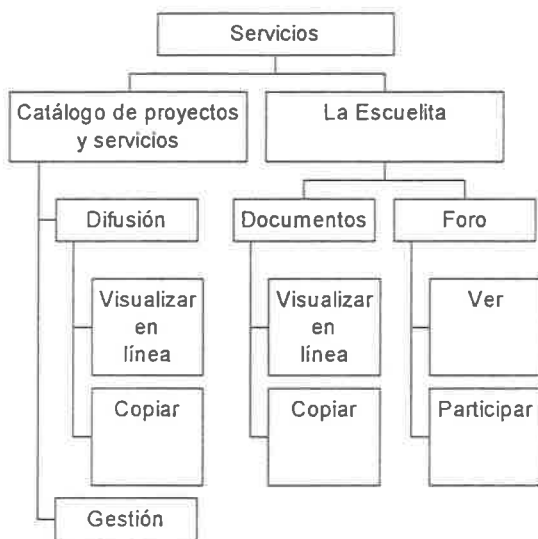 Servicios
Catálogo de proyectos
y servicios
La Escuelita
Difusión
Documentos
Foro
Visualizar
en
línea
Visualizar
en
línea
Ver
Copiar
Copiar
Participar
Gestión